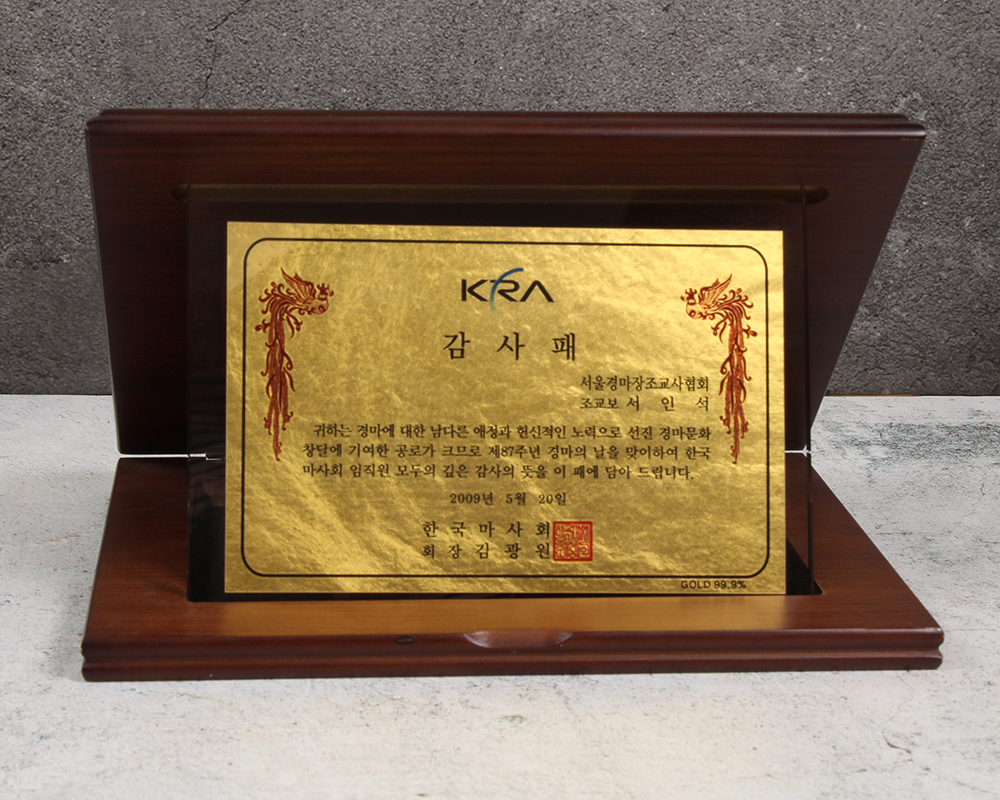 KRA
감 사 패
서울경마장조교사협회
조교보 서 인 석
귀하는 경마에 대한 남다른 애정과 헌신적인 노력으로 선진 경마문화
창달에 기여한 공로가 크므로 제87주년 경마의 날을 맞이하여 한국
마사회 임직원 모두의 깊은 감사의 뜻을 이 패에 담아 드립니다.
2009년 5월 20일
한 국 마 사 회
회 장 김 광 원
GOLD 99.9%